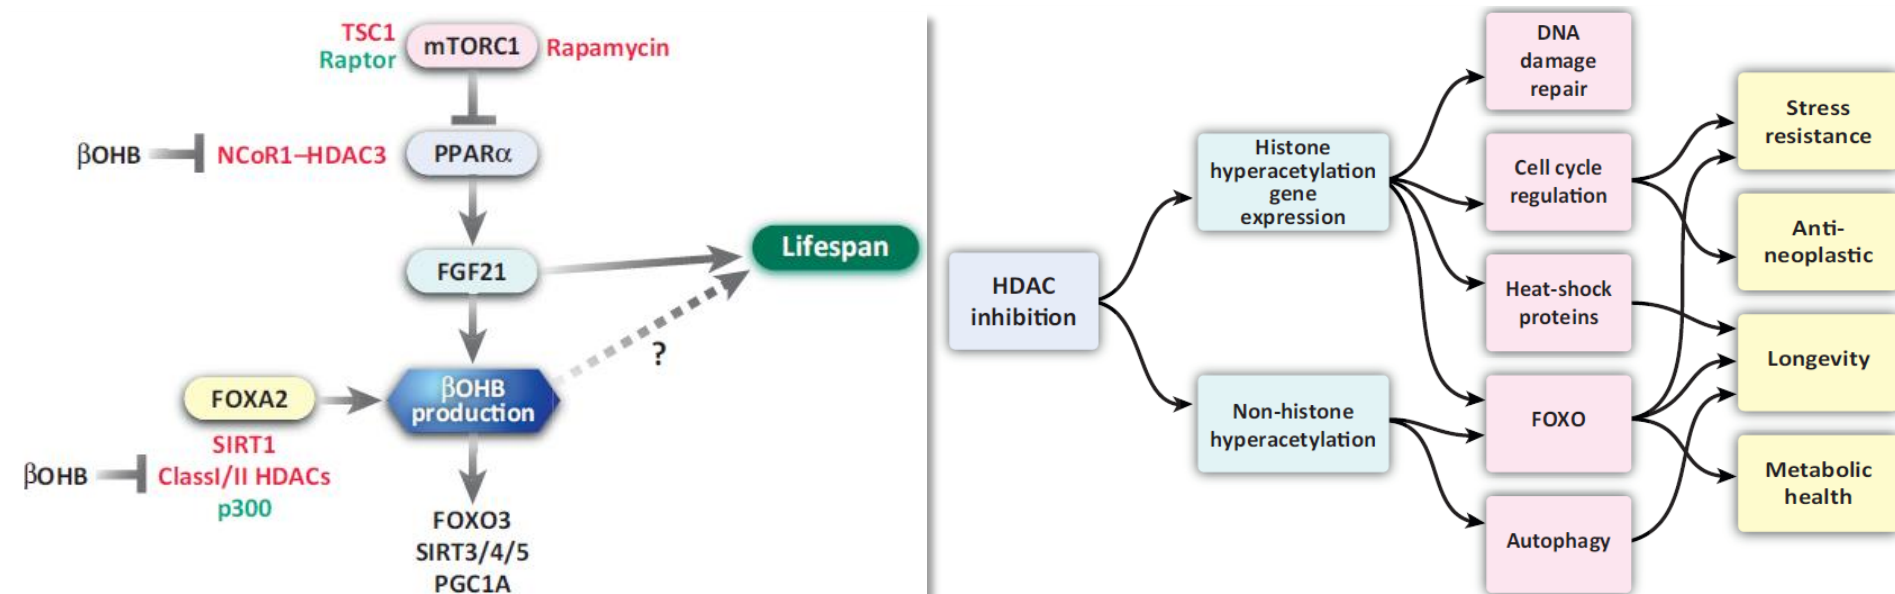 TSC1
Raptor
mTORC1
Rapamycin
βOHB
NCoR1–HDAC3
PPARα
FGF21
Lifespan
?
FOXA2
βOHB
production
SIRT1
ClassI/II HDACs
p300
βOHB
FOXO3
SIRT3/4/5
PGC1A
HDAC
inhibition
Histone
hyperacetylation
gene
expression
Non-histone
hyperacetylation
DNA
damage
repair
Cell cycle
regulation
Heat-shock
proteins
FOXO
Autophagy
Stress
resistance
Anti-
neoplastic
Longevity
Metabolic
health